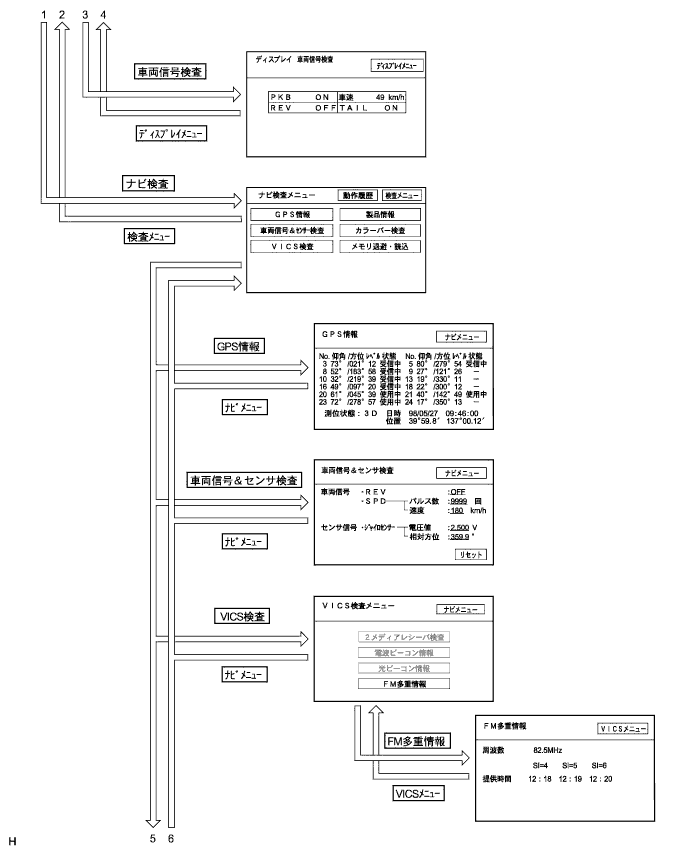 1 2 3 4
車両信号検査
ディスプレイメニュー
ディスプレイ 車両信号検査
ディスプレイメニュー
PKB ON 車速 49 km/h
REV OFF TAIL ON
ナビ検査
検査メニュー
ナビ検査メニュー 動作履歴 検査メニュー
GPS情報 製品情報
車両信号&センサー検査 カラーバー検査
VICS検査 メモリ退避・読込
GPS情報
ナビメニュー
GPS情報 ナビメニュー
No. 仰角 /方位 レベル 状態 No. 仰角 /方位 レベル 状態
3 73° /021° 12 受信中 5 80° /279° 54 受信中
8 52° /183° 58 受信中 9 27° /121° 26 −
10 32° /219° 39 受信中 13 19° /330° 11 −
16 49° /097° 20 受信中 18 22° /300° 12 −
20 61° /045° 39 使用中 21 40° /142° 49 使用中
23 72° /278° 57 使用中 24 17° /350° 13 −
測位状態:3D 日時 98/05/27 09:46:00
位置 39°59.8′ 137°00.12′
車両信号&センサ検査
ナビメニュー
車両信号&センサ検査 ナビメニュー
車両信号 ・REV :OFF
・SPD パルス数 :9999 回
速度 :180 km/h
センサ信号 ・ジャイロセンサー 電圧値 :2.500 V
相対方位 :359.9 °
リセット
VICS検査
ナビメニュー
VICS検査メニュー ナビメニュー
2メディアレシーバ検査
電波ビーコン情報
光ビーコン情報
FM多重情報
FM多重情報
VICSメニュー
FM多重情報 VICSメニュー
周波数 82.5MHz
SI=4 SI=5 SI=6
提供時間 12:18 12:19 12:20
H
5 6